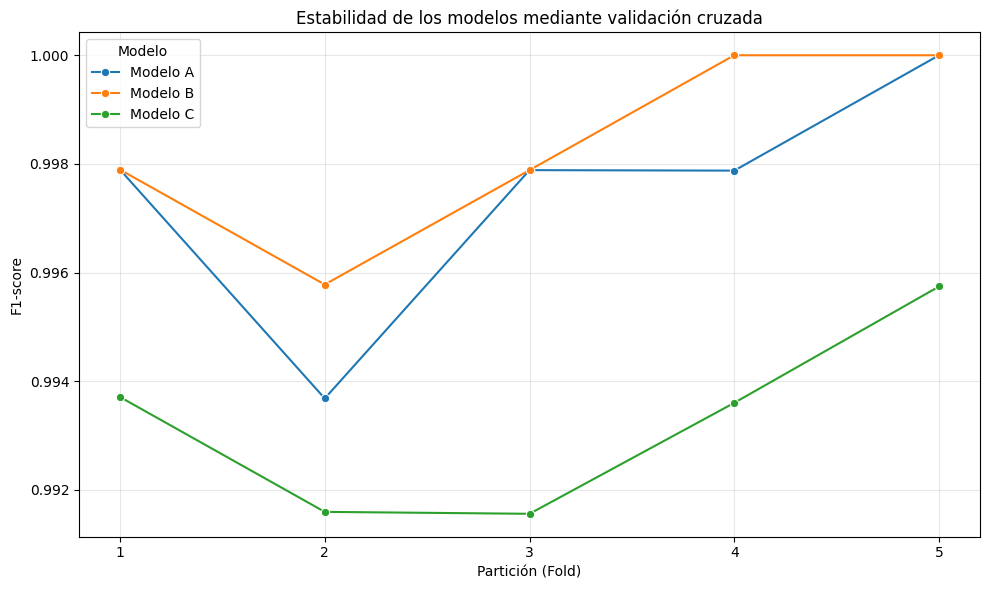 Estabilidad de los modelos mediante validación cruzada
Modelo
Modelo A
Modelo B
Modelo C
F1-score
1.000
0.998
0.996
0.994
0.992
1 2 3 4 5
Partición (Fold)